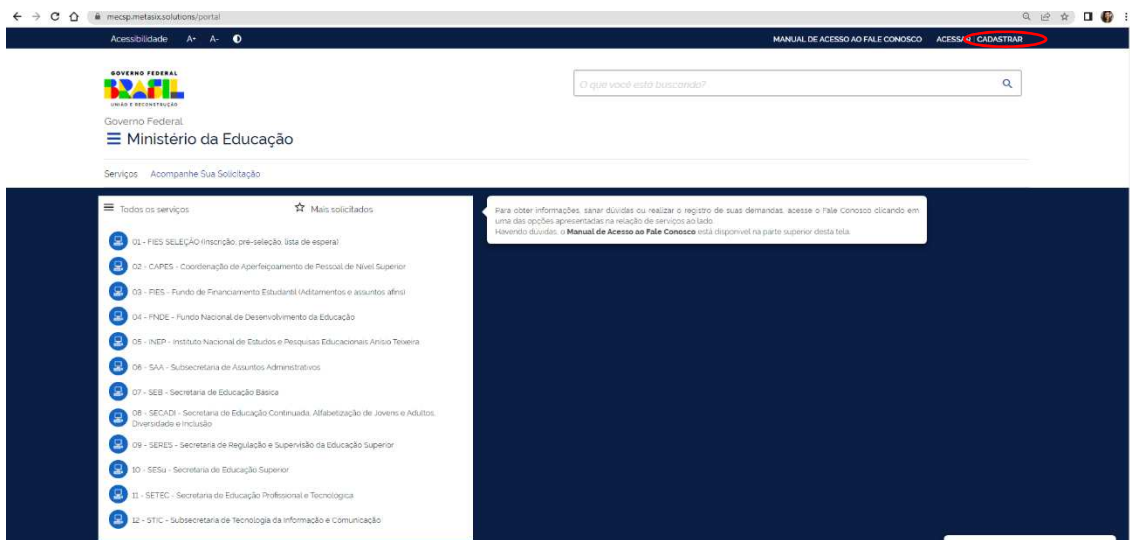 mecsp.metasix.solutions/portal
Acessibilidade A+ A- MANUAL DE ACESSO AO FALE CONOSCO ACESSAR CADASTRAR
GOVERNO FEDERAL
BRASIL
UNIÃO E RECONSTRUÇÃO
O que você está buscando?
Governo Federal
Ministério da Educação
Serviços Acompanhe Sua Solicitação
Todos os serviços Mais solicitados
Para obter informações, sanar dúvidas ou realizar o registro de suas demandas, acesse o Fale Conosco clicando em
uma das opções apresentadas na relação de serviços ao lado.
Havendo dúvidas, o Manual de Acesso ao Fale Conosco está disponível na parte superior desta tela.
01 - FIES SELEÇÃO (Inscrição, pré-seleção, lista de espera)
02 - CAPES - Coordenação de Aperfeiçoamento de Pessoal de Nível Superior
03 - FIES - Fundo de Financiamento Estudantil (Aditamentos e assuntos afins)
04 - FNDE - Fundo Nacional de Desenvolvimento da Educação
05 - INEP - Instituto Nacional de Estudos e Pesquisas Educacionais Anísio Teixeira
06 - SAA - Subsecretaria de Assuntos Administrativos
07 - SEB - Secretaria de Educação Básica
08 - SECADI - Secretaria de Educação Continuada, Alfabetização de Jovens e Adultos,
Diversidade e Inclusão
09 - SERES - Secretaria de Regulação e Supervisão da Educação Superior
10 - SESu - Secretaria de Educação Superior
11 - SETEC - Secretaria de Educação Profissional e Tecnológica
12 - STIC - Subsecretaria de Tecnologia da Informação e Comunicação